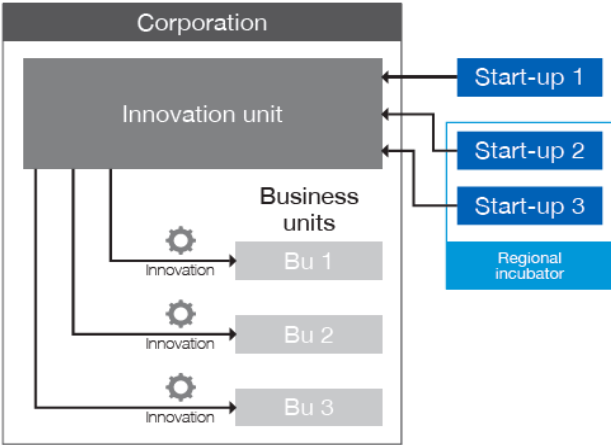 Corporation
Innovation unit
Start-up 1
Start-up 2
Start-up 3
Regional
incubator
Business
units
Innovation
Bu 1
Innovation
Bu 2
Innovation
Bu 3